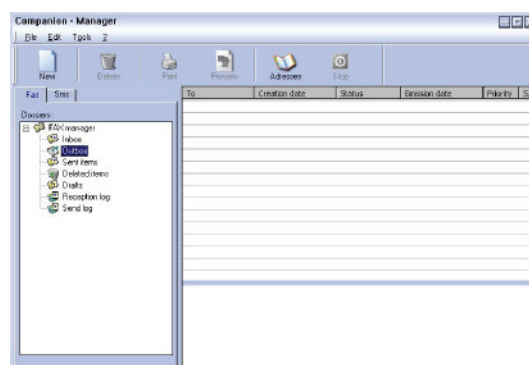 Companion - Manager
File Edit Tools ?
New Delete Print Preview Adresses Stop
Fax Sms
To Creation date Status Emission date Priority S
Dossiers :
FAX manager
Inbox
Outbox
Sent items
Deleted items
Drafts
Reception log
Send log